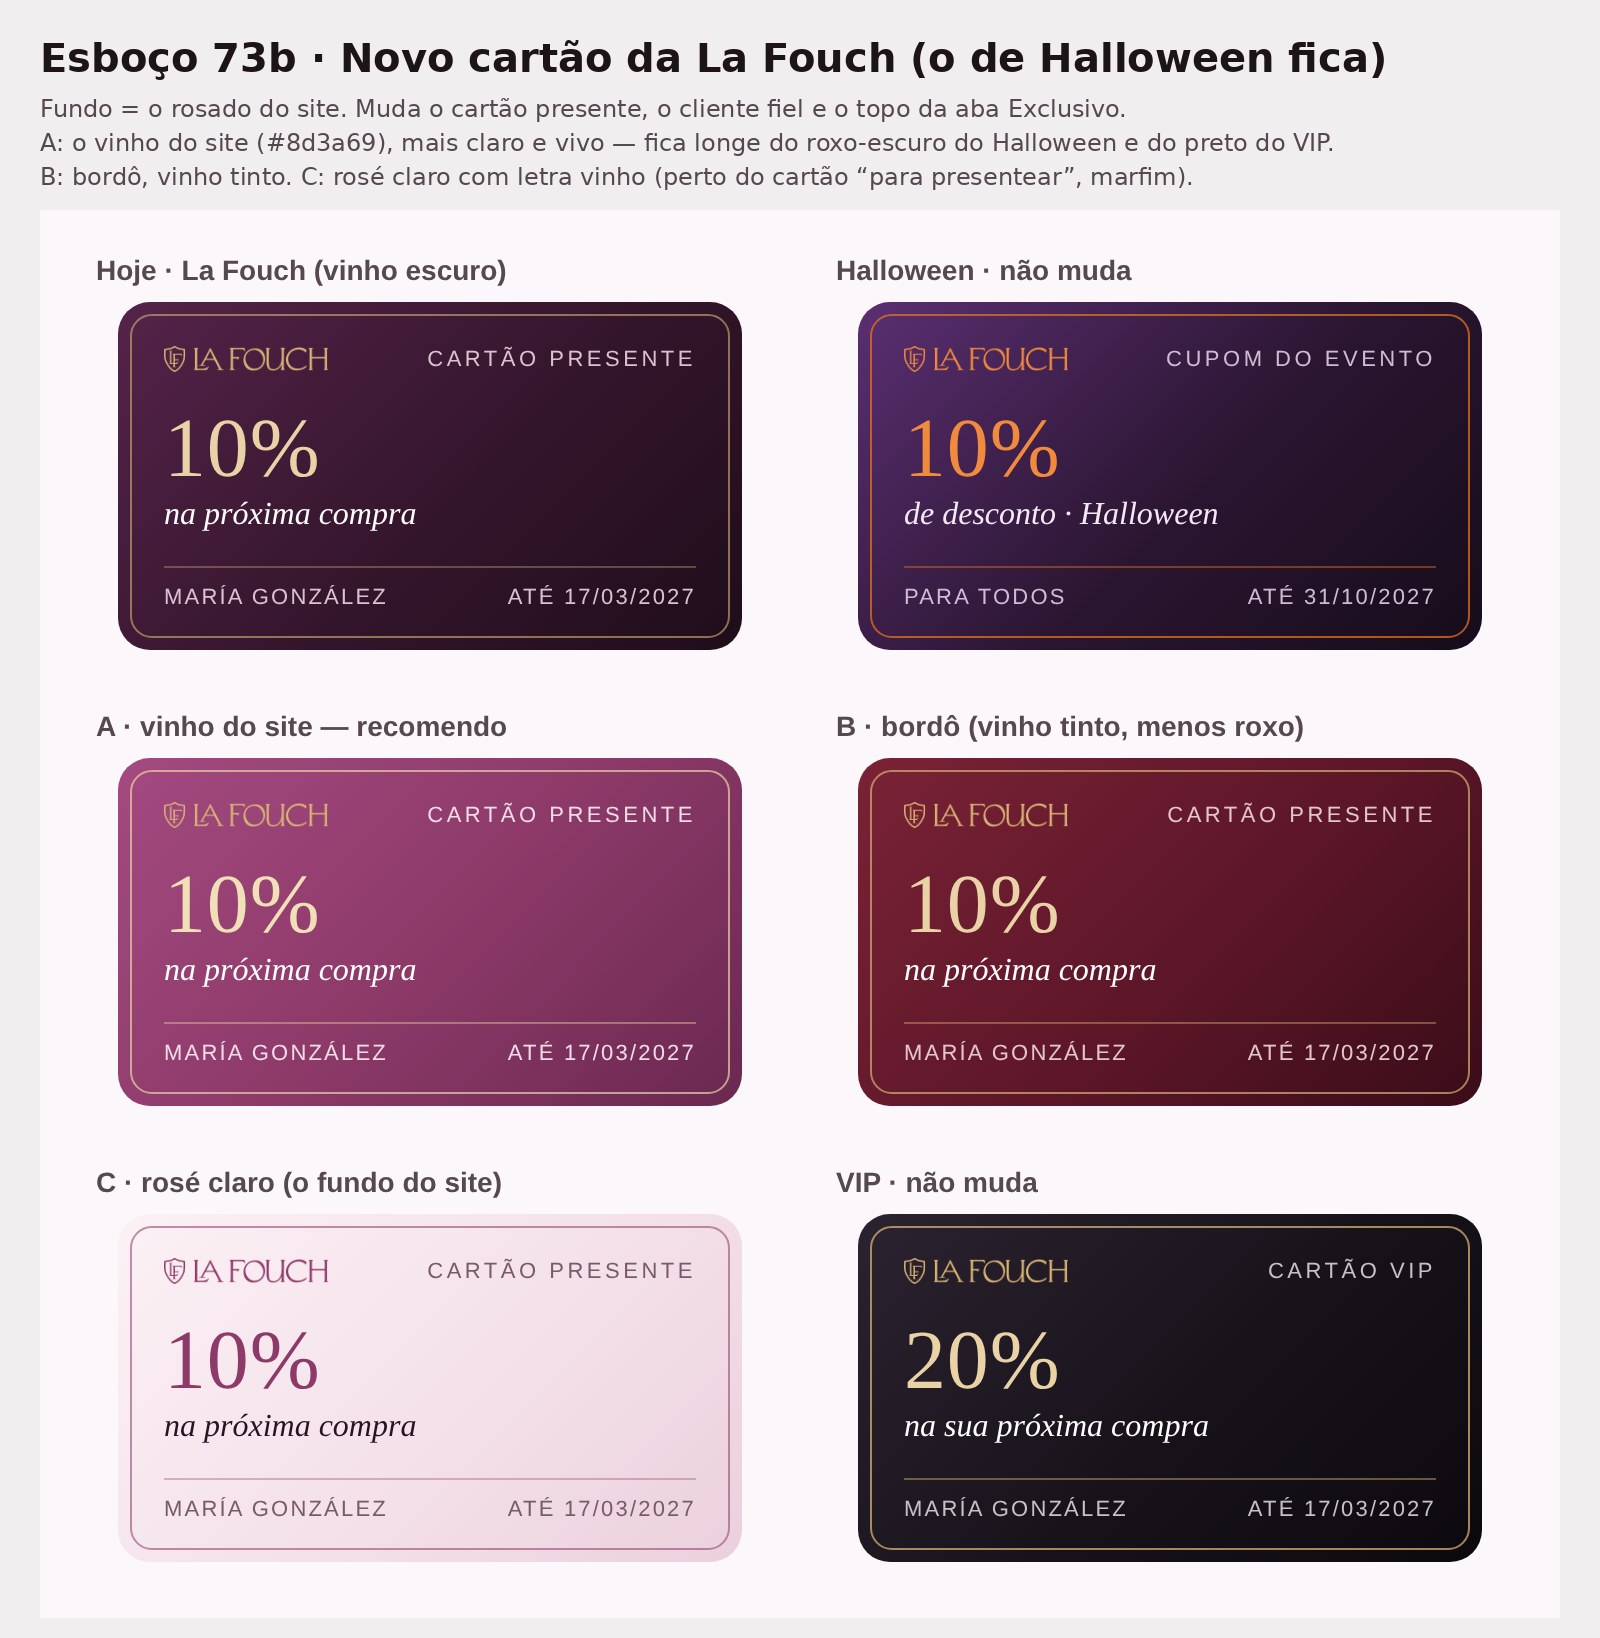 Esboço 73b · Novo cartão da La Fouch (o de Halloween fica)
Fundo = o rosado do site. Muda o cartão presente, o cliente fiel e o topo da aba Exclusivo.
A: o vinho do site (#8d3a69), mais claro e vivo — fica longe do roxo-escuro do Halloween e do preto do VIP.
B: bordô, vinho tinto. C: rosé claro com letra vinho (perto do cartão “para presentear”, marfim).
Hoje · La Fouch (vinho escuro)
LF LA FOUCH CARTÃO PRESENTE
10%
na próxima compra
MARÍA GONZÁLEZ ATÉ 17/03/2027
Halloween · não muda
LF LA FOUCH CUPOM DO EVENTO
10%
de desconto · Halloween
PARA TODOS ATÉ 31/10/2027
A · vinho do site — recomendo
LF LA FOUCH CARTÃO PRESENTE
10%
na próxima compra
MARÍA GONZÁLEZ ATÉ 17/03/2027
B · bordô (vinho tinto, menos roxo)
LF LA FOUCH CARTÃO PRESENTE
10%
na próxima compra
MARÍA GONZÁLEZ ATÉ 17/03/2027
C · rosé claro (o fundo do site)
LF LA FOUCH CARTÃO PRESENTE
10%
na próxima compra
MARÍA GONZÁLEZ ATÉ 17/03/2027
VIP · não muda
LF LA FOUCH CARTÃO VIP
20%
na sua próxima compra
MARÍA GONZÁLEZ ATÉ 17/03/2027